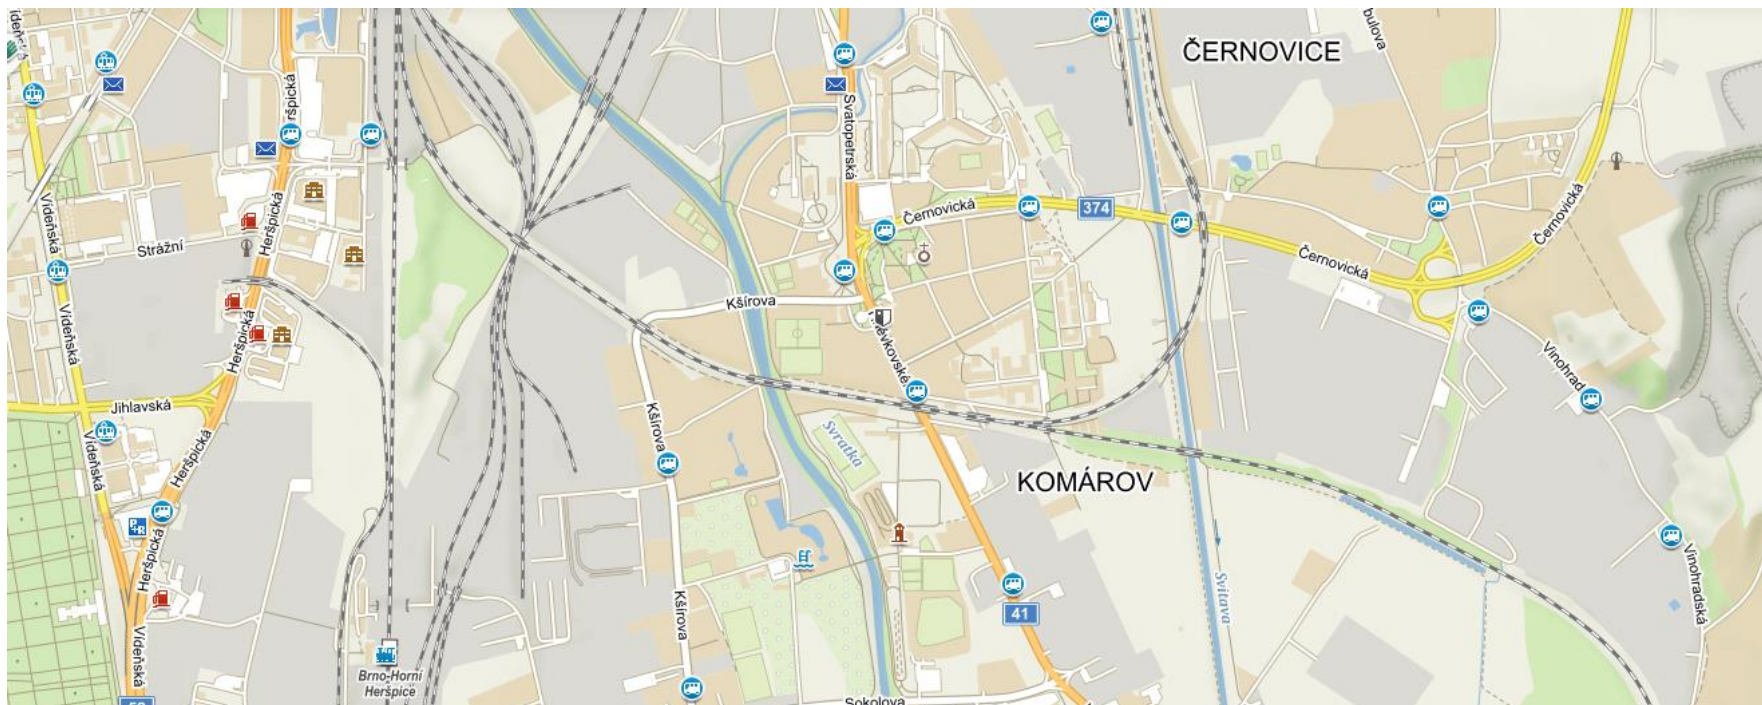 ČERNOVICE
Svatopetrská
Vídeňská
Heršpická
Černovická
374
Černovická
Strážní
Černovická
Kšírova
Vídeňská
Heršpická
Jihlavská
Kšírova
Vídeňská
Heršpická
Svratka
KOMÁROV
Heršpická
Svitava
Vinohradská
41
Kšírova
Vídeňská
Brno-Horní
Heršpice
Sokolova
P+R